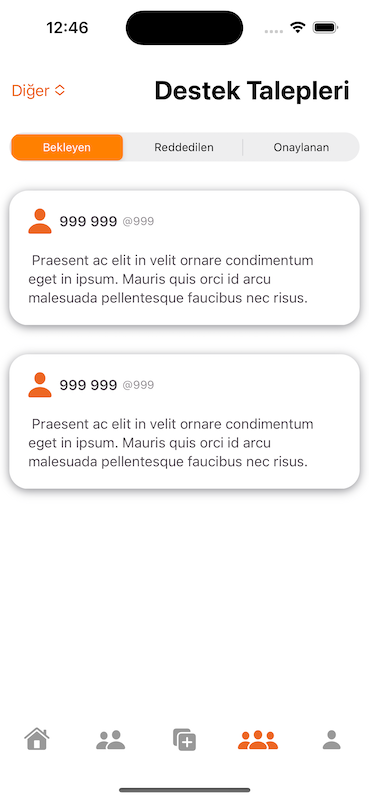 12:46
Diğer
Destek Talepleri
Bekleyen Reddedilen Onaylanan
999 999 @999
Praesent ac elit in velit ornare condimentum
eget in ipsum. Mauris quis orci id arcu
malesuada pellentesque faucibus nec risus.
999 999 @999
Praesent ac elit in velit ornare condimentum
eget in ipsum. Mauris quis orci id arcu
malesuada pellentesque faucibus nec risus.